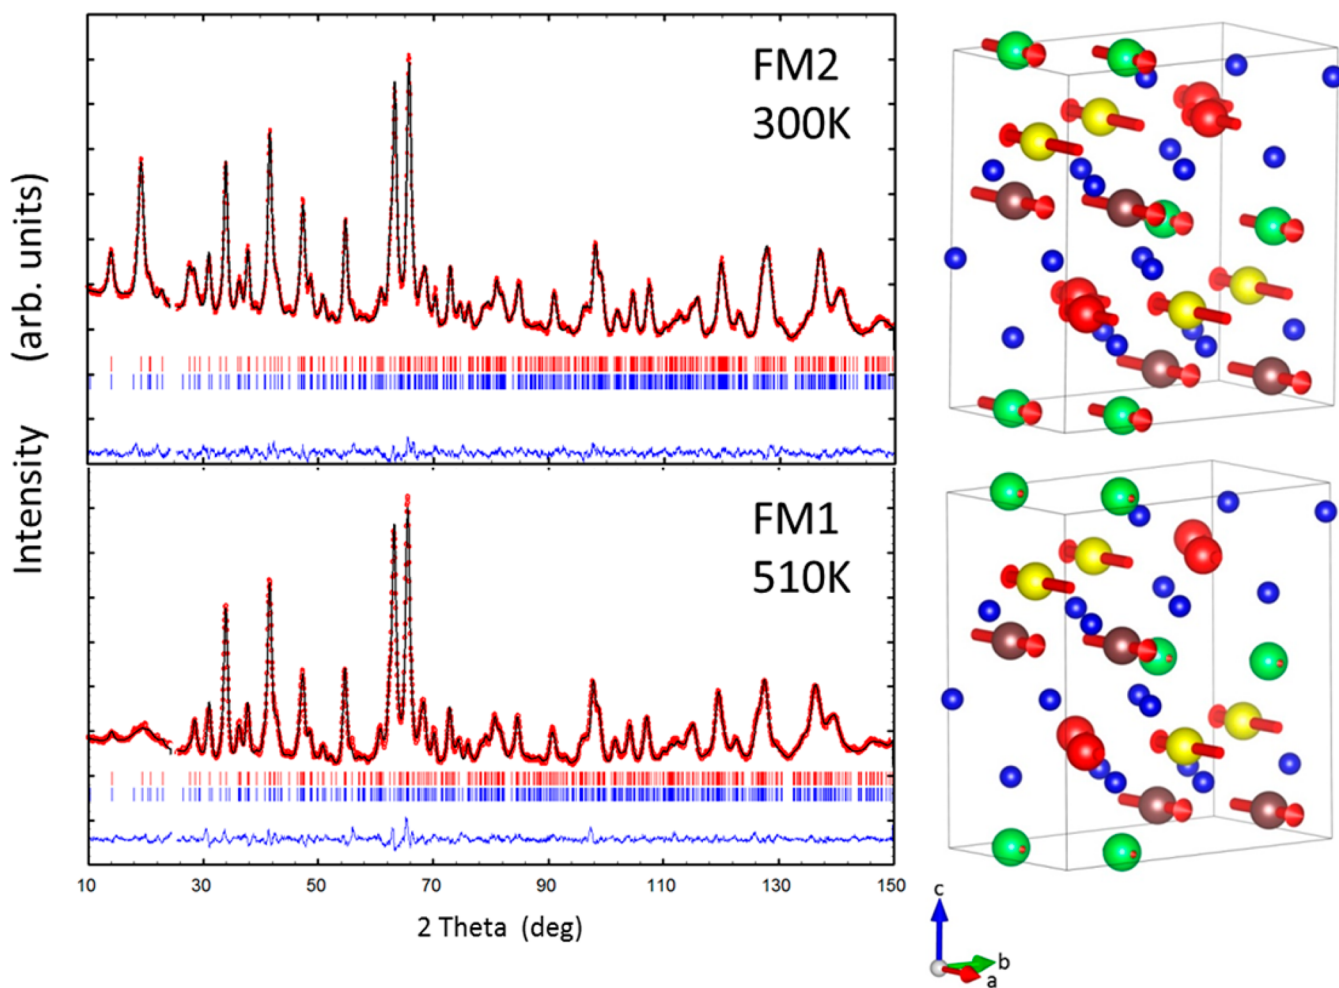 Intensity (arb. units)
FM2
300K
FM1
510K
10 30 50 70 90 110 130 150
2 Theta (deg)
c
b
a